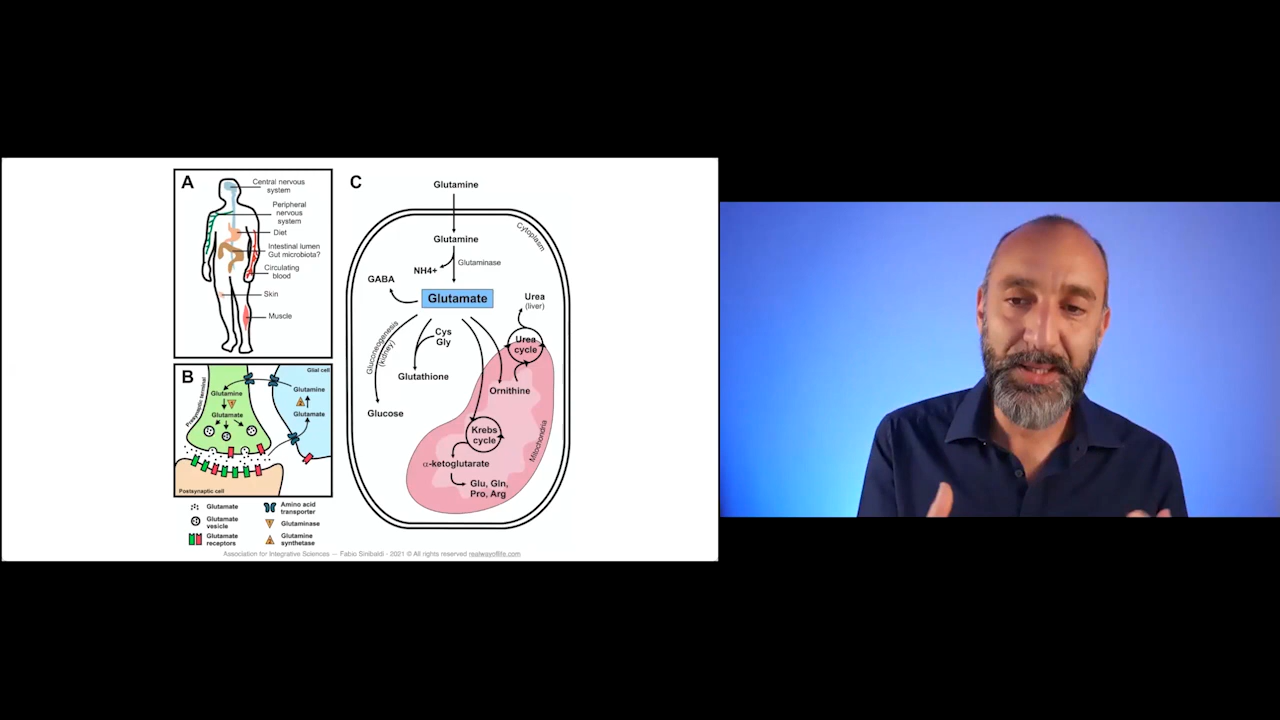 A
Central nervous
system
Peripheral
nervous
system
Diet
Intestinal lumen
Gut microbiota?
Circulating
blood
Skin
Muscle
B
Glial cell
Presynaptic terminal
Glutamine
Glutamate
Glutamine
Glutamate
Postsynaptic cell
Glutamate
Glutamate
vesicle
Glutamate
receptors
Amino acid
transporter
Glutaminase
Glutamine
synthetase
C
Glutamine
Cytoplasm
Glutamine
Glutaminase
NH4+
GABA
Glutamate
Urea
(liver)
Gluconeogenesis
(kidney)
Cys
Gly
Urea
cycle
Glutathione
Ornithine
Glucose
Krebs
cycle
Mitochondria
α-ketoglutarate
Glu, Gln,
Pro, Arg
Association for Integrative Sciences — Fabio Sinibaldi - 2021 © All rights reserved realwayoflife.com